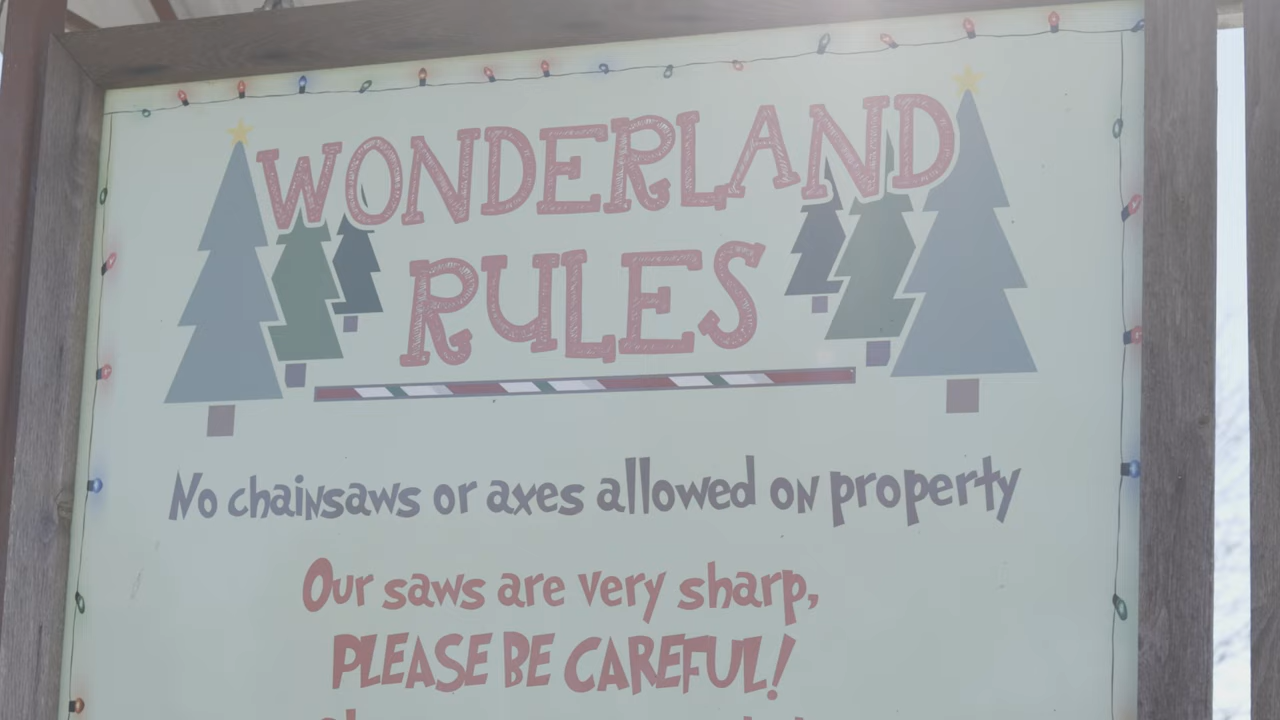 WONDERLAND
RULES
No chainsaws or axes allowed on property
Our saws are very sharp,
PLEASE BE CAREFUL!